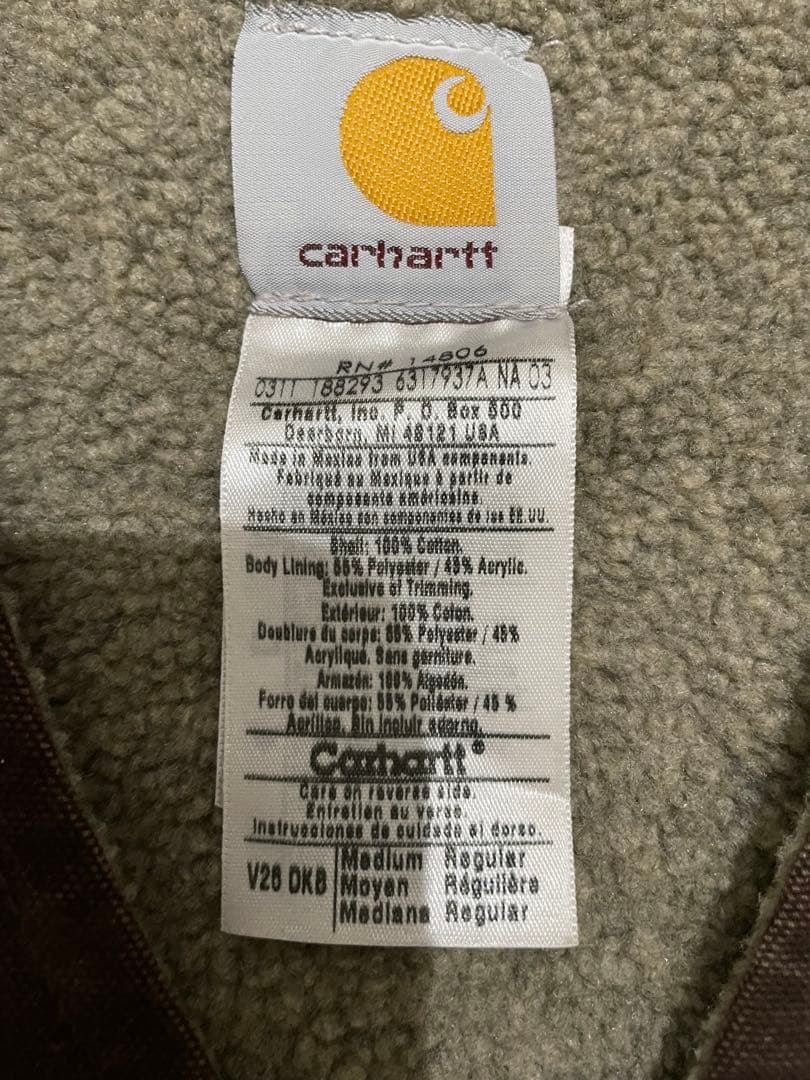 carhartt
RN# 14806
0311 188293 6317937A NA 03
Carhartt, Inc. P. O. Box 600
Dearborn, MI 48121 USA
Made in Mexico from USA components.
Fabriqué au Mexique à partir de
composants américains.
Hecho en México con componentes de los EE.UU.
Shell: 100% Cotton.
Body Lining: 55% Polyester / 45% Acrylic.
Exclusive of Trimming.
Extérieur: 100% Coton.
Doublure du corps: 55% Polyester / 45%
Acrylique. Sans garniture.
Armazón: 100% Algodón.
Forro del cuerpo: 55% Poliéster / 45 %
Acrílico. Sin incluir adorno.
Carhartt®
Care on reverse side.
Entretien au verso.
Instrucciones de cuidado al dorso.
V26 DKB
Medium Regular
Moyen Régulière
Mediana Regular